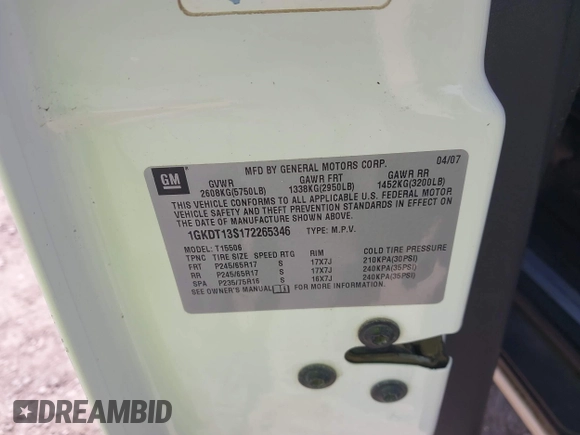 GM
MFD BY GENERAL MOTORS CORP. 04/07
GVWR GAWR FRT GAWR RR
2608KG(5750LB) 1338KG(2950LB) 1452KG(3200LB)
THIS VEHICLE CONFORMS TO ALL APPLICABLE U.S. FEDERAL MOTOR
VEHICLE SAFETY AND THEFT PREVENTION STANDARDS IN EFFECT ON
THE DATE OF MANUFACTURE SHOWN ABOVE.
1GKDT13S172265346 TYPE: M.P.V.
MODEL: T15506
TPNC TIRE SIZE SPEED RTG RIM COLD TIRE PRESSURE
FRT P245/65R17 S 17X7J 210KPA(30PSI)
RR P245/65R17 S 17X7J 240KPA(35PSI)
SPA P235/75R16 S 16X7J 240KPA(35PSI)
SEE OWNER'S MANUAL FOR MORE INFORMATION.
DREAMBID